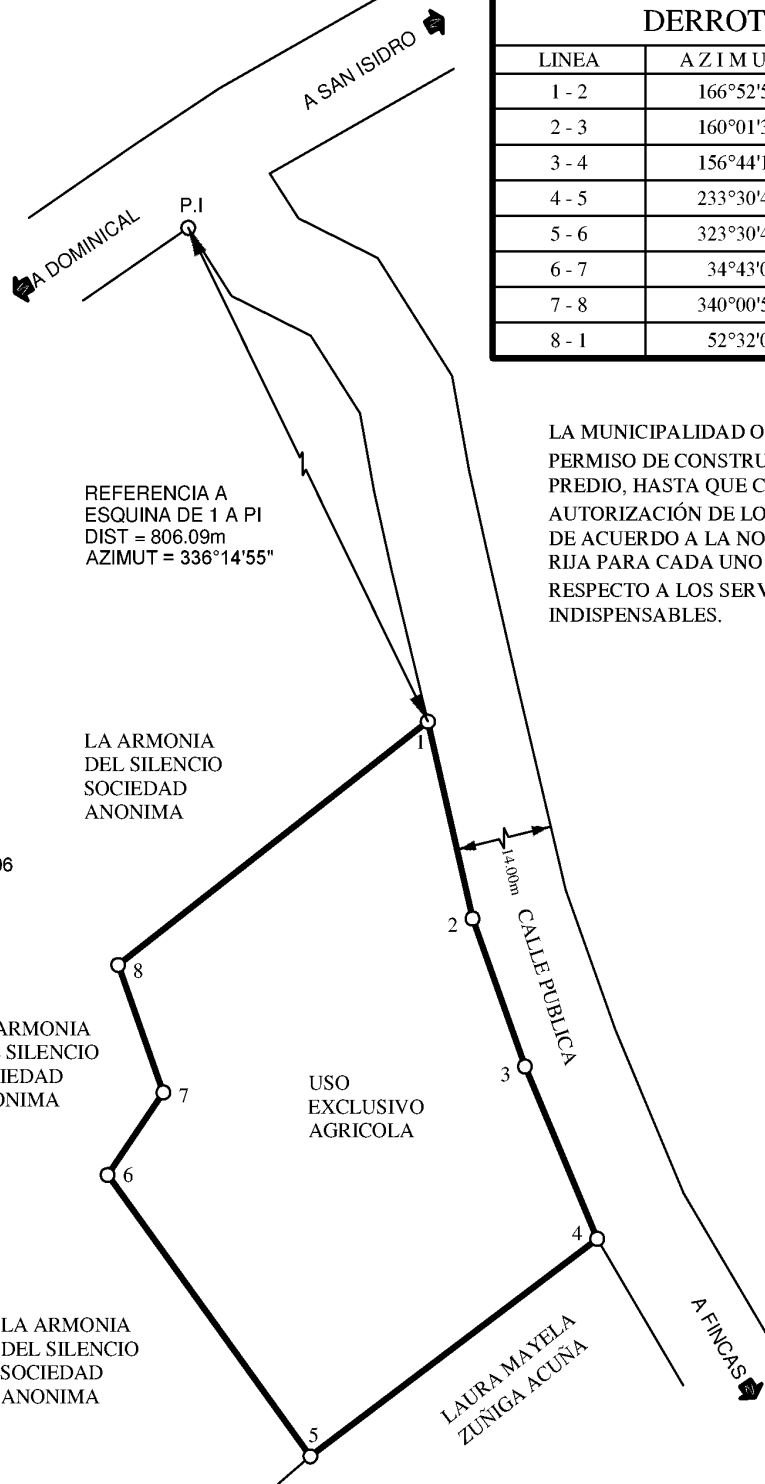 DERROT
LINEA AZIMU
1 - 2 166°52'5
2 - 3 160°01'3
3 - 4 156°44'1
4 - 5 233°30'4
5 - 6 323°30'4
6 - 7 34°43'0
7 - 8 340°00'5
8 - 1 52°32'0
A SAN ISIDRO
P.I
A DOMINICAL
LA MUNICIPALIDAD O
PERMISO DE CONSTRU
PREDIO, HASTA QUE C
AUTORIZACIÓN DE LO
DE ACUERDO A LA NO
RIJA PARA CADA UNO
RESPECTO A LOS SERV
INDISPENSABLES.
REFERENCIA A
ESQUINA DE 1 A PI
DIST = 806.09m
AZIMUT = 336°14'55"
1
LA ARMONIA
DEL SILENCIO
SOCIEDAD
ANONIMA
14.00m
CALLE PUBLICA
06
2
8
ARMONIA
SILENCIO
IEDAD
ONIMA
3
7
USO
EXCLUSIVO
AGRICOLA
6
4
LA ARMONIA
DEL SILENCIO
SOCIEDAD
ANONIMA
A FINCAS
LAURA MAYELA
ZUÑIGA ACUÑA
5